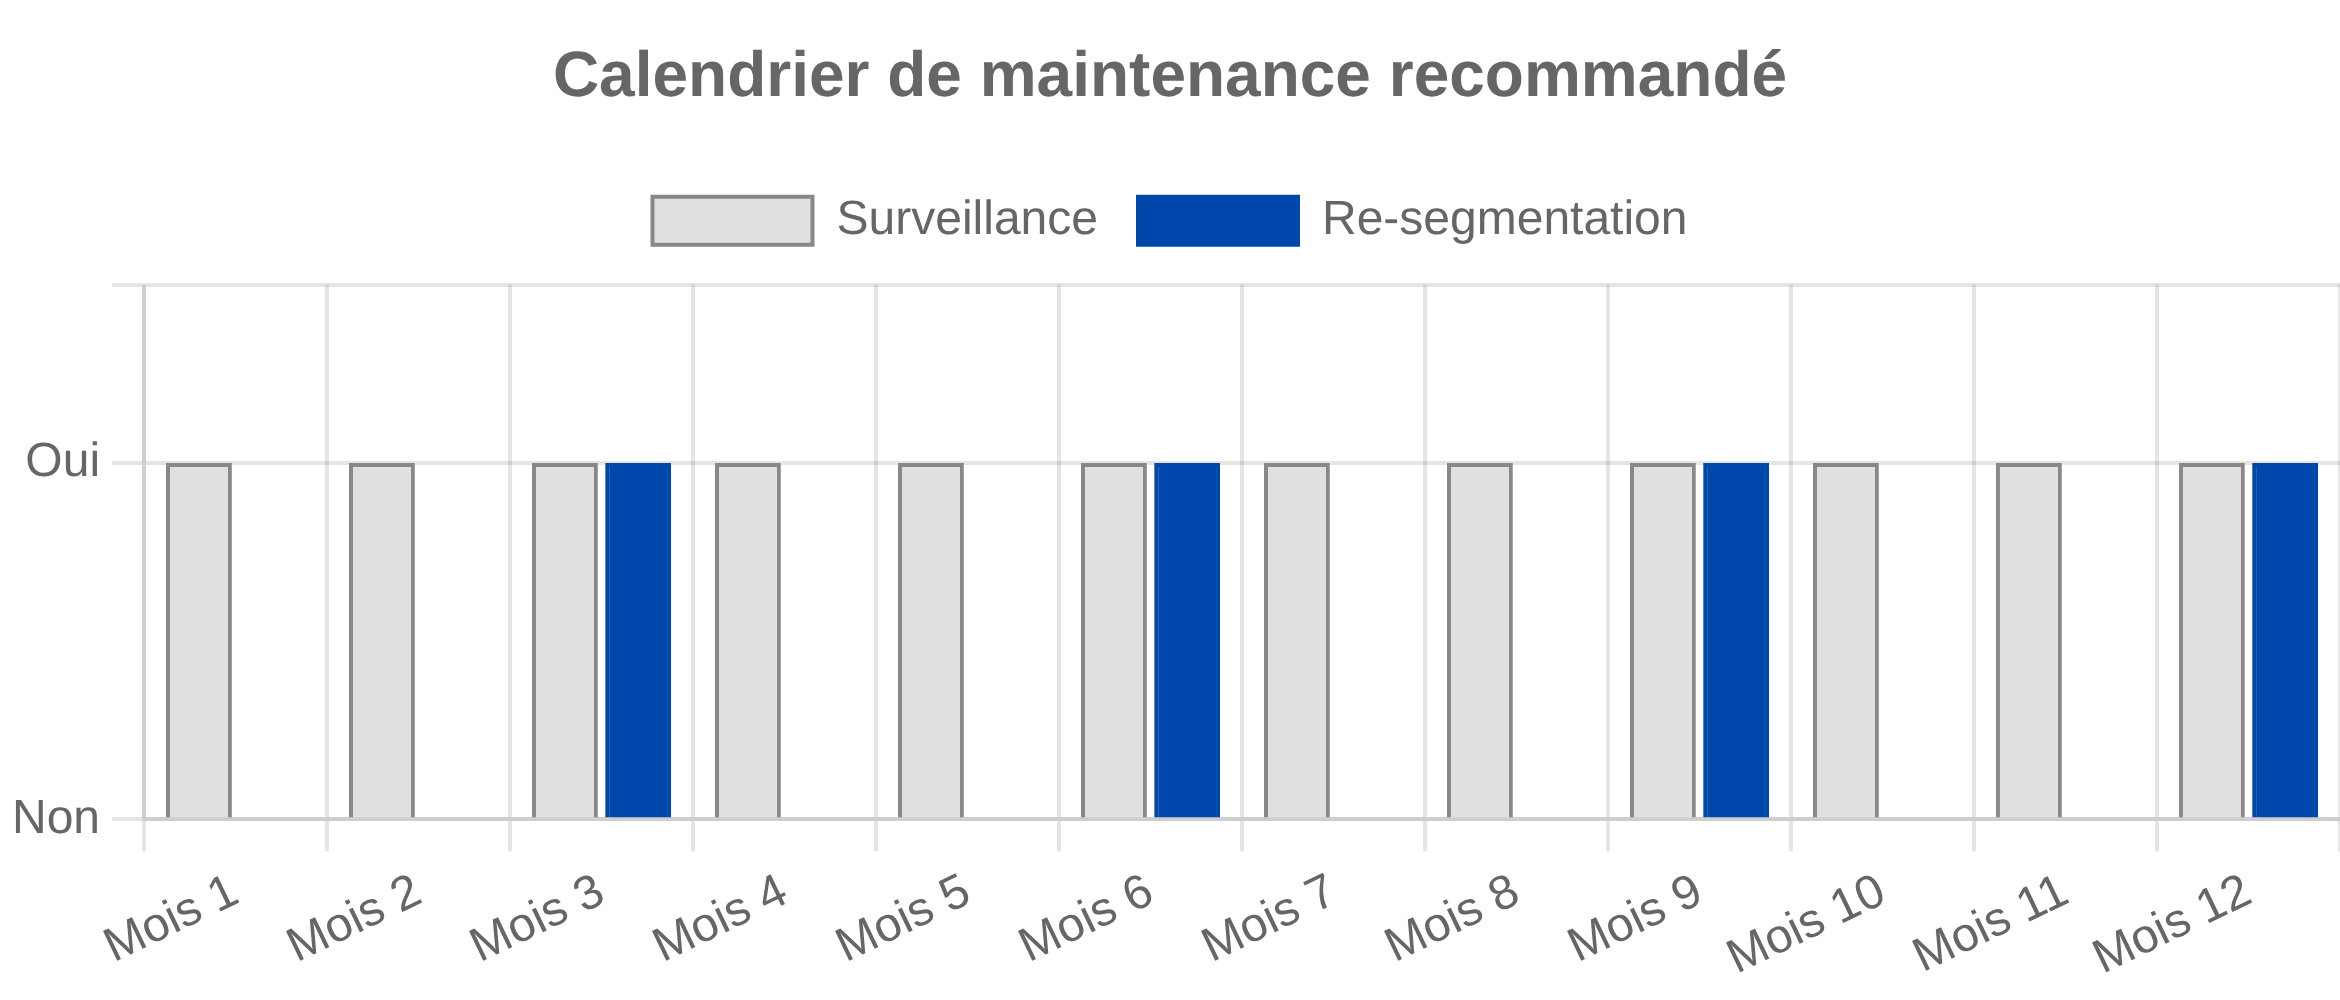 Calendrier de maintenance recommandé
Surveillance
Re-segmentation
Oui
Non
Mois 1
Mois 2
Mois 3
Mois 4
Mois 5
Mois 6
Mois 7
Mois 8
Mois 9
Mois 10
Mois 11
Mois 12